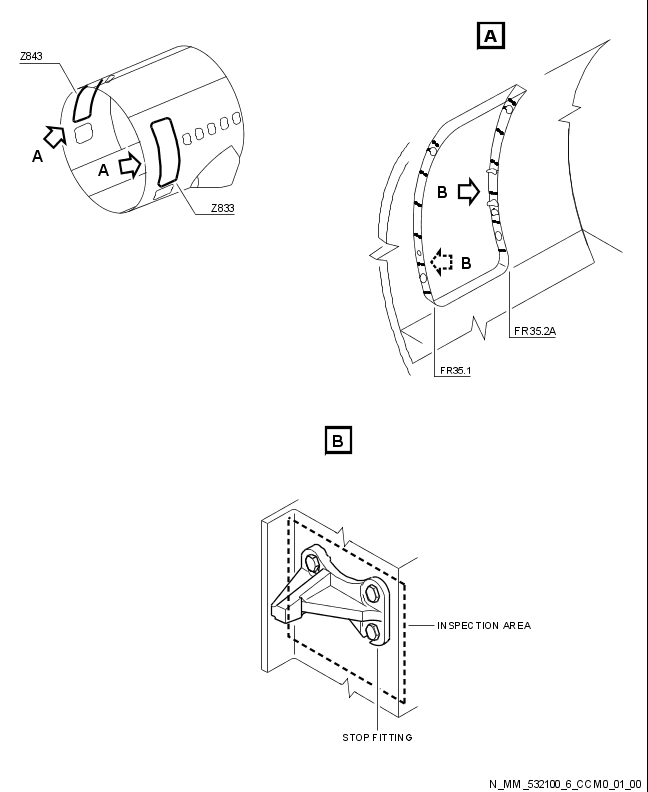 A
Z843
A
A
B
Z833
B
FR35.2A
FR35.1
B
INSPECTION AREA
STOP FITTING
N_MM_532100_6_CCM0_01_00